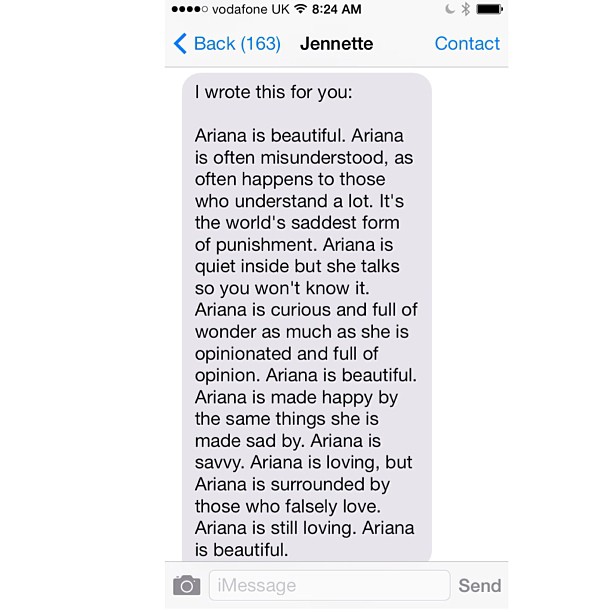 vodafone UK 8:24 AM
Back (163) Jennette Contact
I wrote this for you:
Ariana is beautiful. Ariana
is often misunderstood, as
often happens to those
who understand a lot. It's
the world's saddest form
of punishment. Ariana is
quiet inside but she talks
so you won't know it.
Ariana is curious and full of
wonder as much as she is
opinionated and full of
opinion. Ariana is beautiful.
Ariana is made happy by
the same things she is
made sad by. Ariana is
savvy. Ariana is loving, but
Ariana is surrounded by
those who falsely love.
Ariana is still loving. Ariana
is beautiful.
iMessage Send